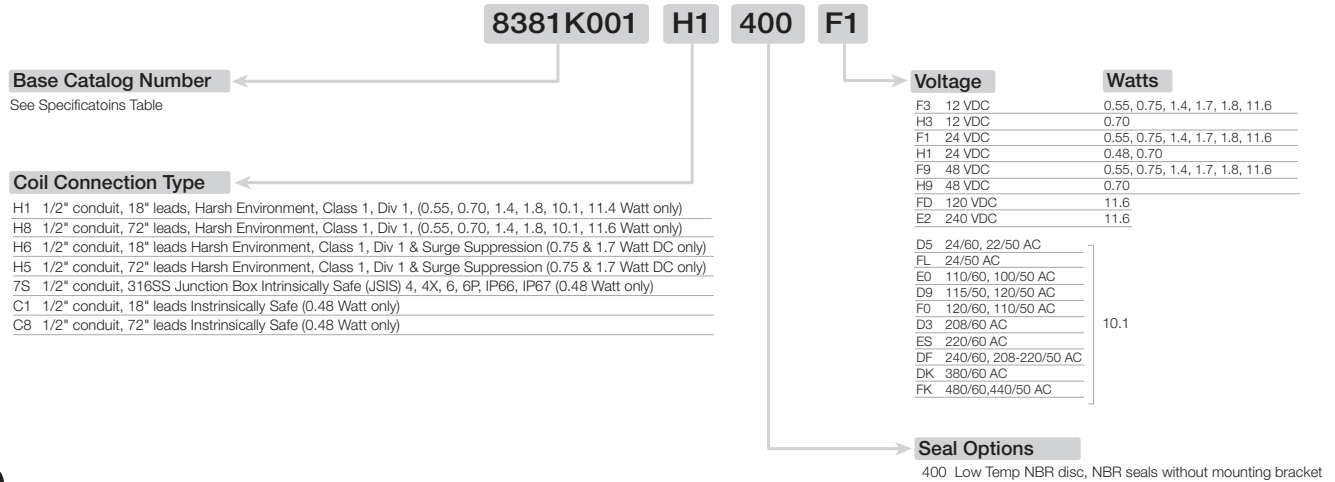 8381K001 H1 400 F1
Base Catalog Number
See Specificatoins Table
Coil Connection Type
H1 1/2" conduit, 18" leads, Harsh Environment, Class 1, Div 1, (0.55, 0.70, 1.4, 1.8, 10.1, 11.4 Watt only)
H8 1/2" conduit, 72" leads, Harsh Environment, Class 1, Div 1, (0.55, 0.70, 1.4, 1.8, 10.1, 11.6 Watt only)
H6 1/2" conduit, 18" leads Harsh Environment, Class 1, Div 1 & Surge Suppression (0.75 & 1.7 Watt DC only)
H5 1/2" conduit, 72" leads Harsh Environment, Class 1, Div 1 & Surge Suppression (0.75 & 1.7 Watt DC only)
7S 1/2" conduit, 316SS Junction Box Intrinsically Safe (JSIS) 4, 4X, 6, 6P, IP66, IP67 (0.48 Watt only)
C1 1/2" conduit, 18" leads Instrinsically Safe (0.48 Watt only)
C8 1/2" conduit, 72" leads Instrinsically Safe (0.48 Watt only)
Voltage Watts
F3 12 VDC 0.55, 0.75, 1.4, 1.7, 1.8, 11.6
H3 12 VDC 0.70
F1 24 VDC 0.55, 0.75, 1.4, 1.7, 1.8, 11.6
H1 24 VDC 0.48, 0.70
F9 48 VDC 0.55, 0.75, 1.4, 1.7, 1.8, 11.6
H9 48 VDC 0.70
FD 120 VDC 11.6
E2 240 VDC 11.6
D5 24/60, 22/50 AC
FL 24/50 AC
E0 110/60, 100/50 AC
D9 115/50, 120/50 AC
F0 120/60, 110/50 AC
D3 208/60 AC 10.1
ES 220/60 AC
DF 240/60, 208-220/50 AC
DK 380/60 AC
FK 480/60,440/50 AC
Seal Options
400 Low Temp NBR disc, NBR seals without mounting bracket